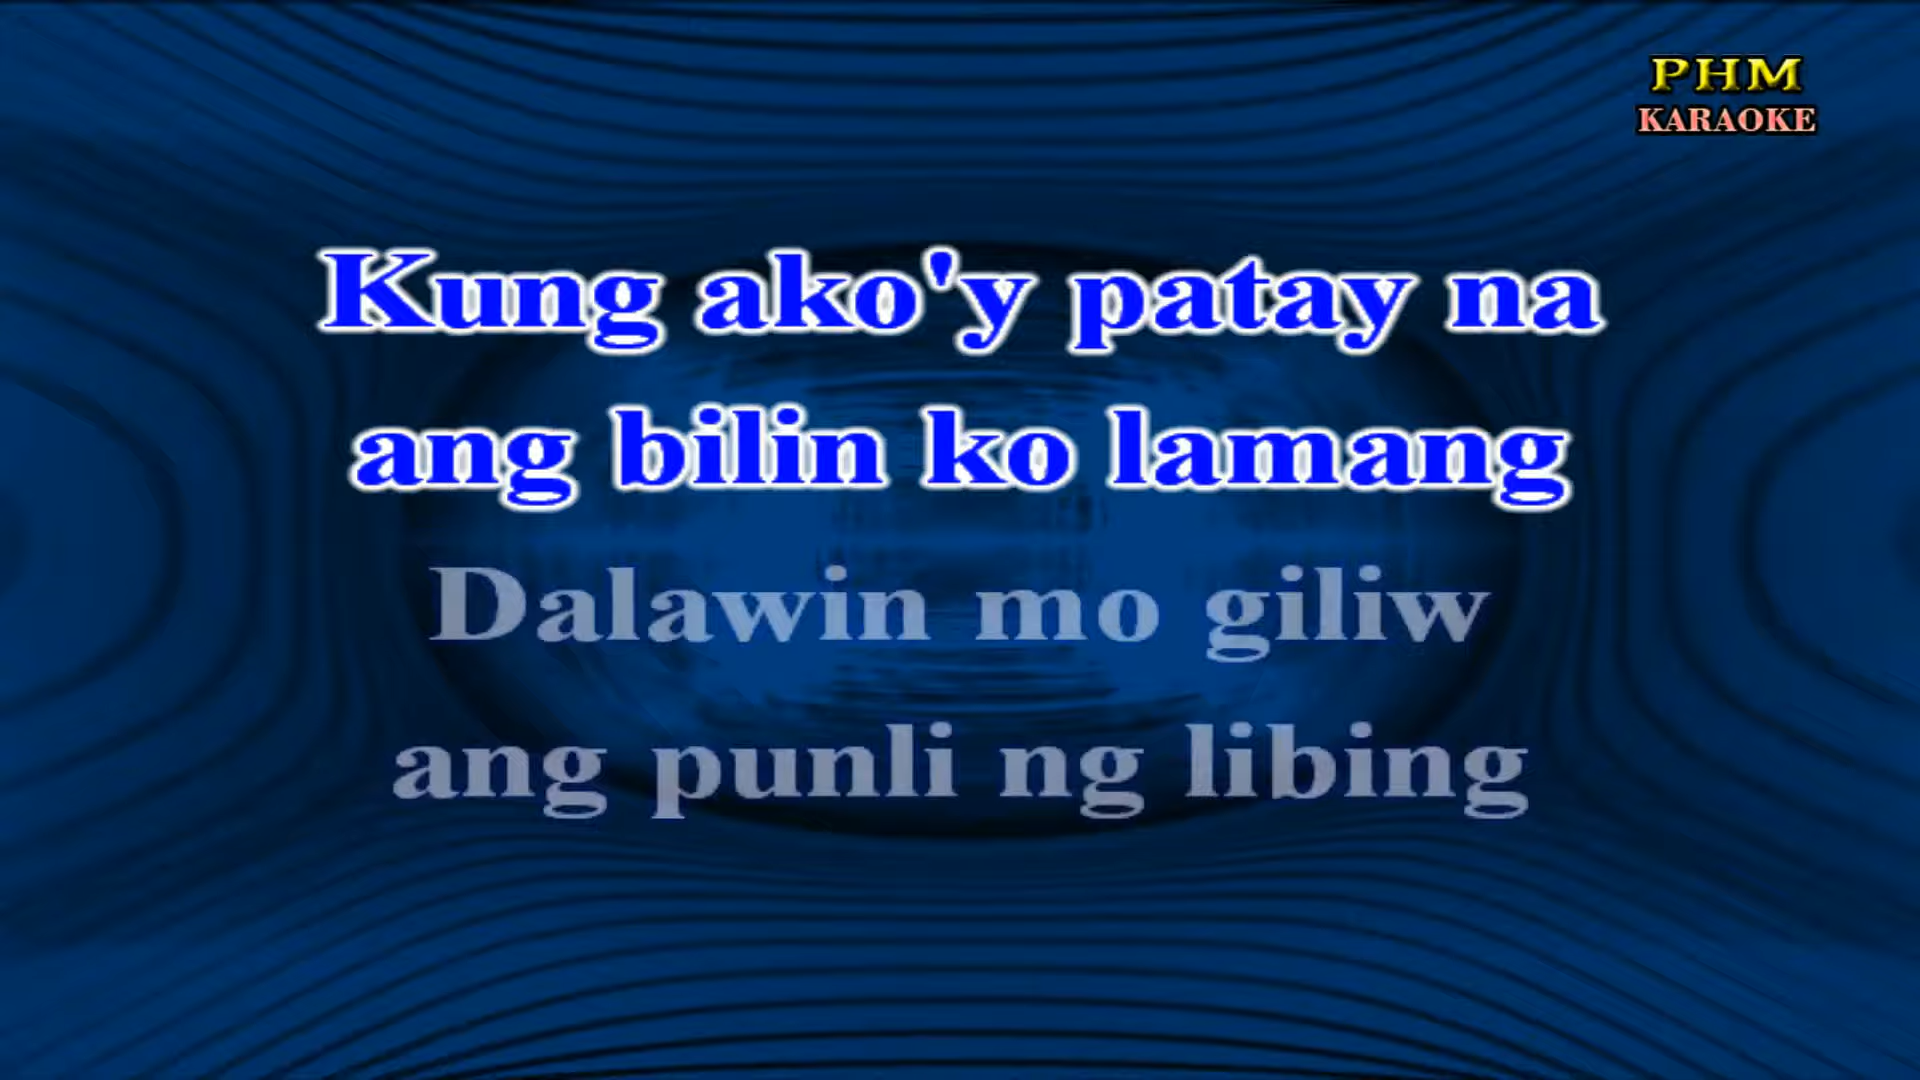 PHM
KARAOKE
Kung ako'y patay na
ang bilin ko lamang
Dalawin mo giliw
ang punli ng libing